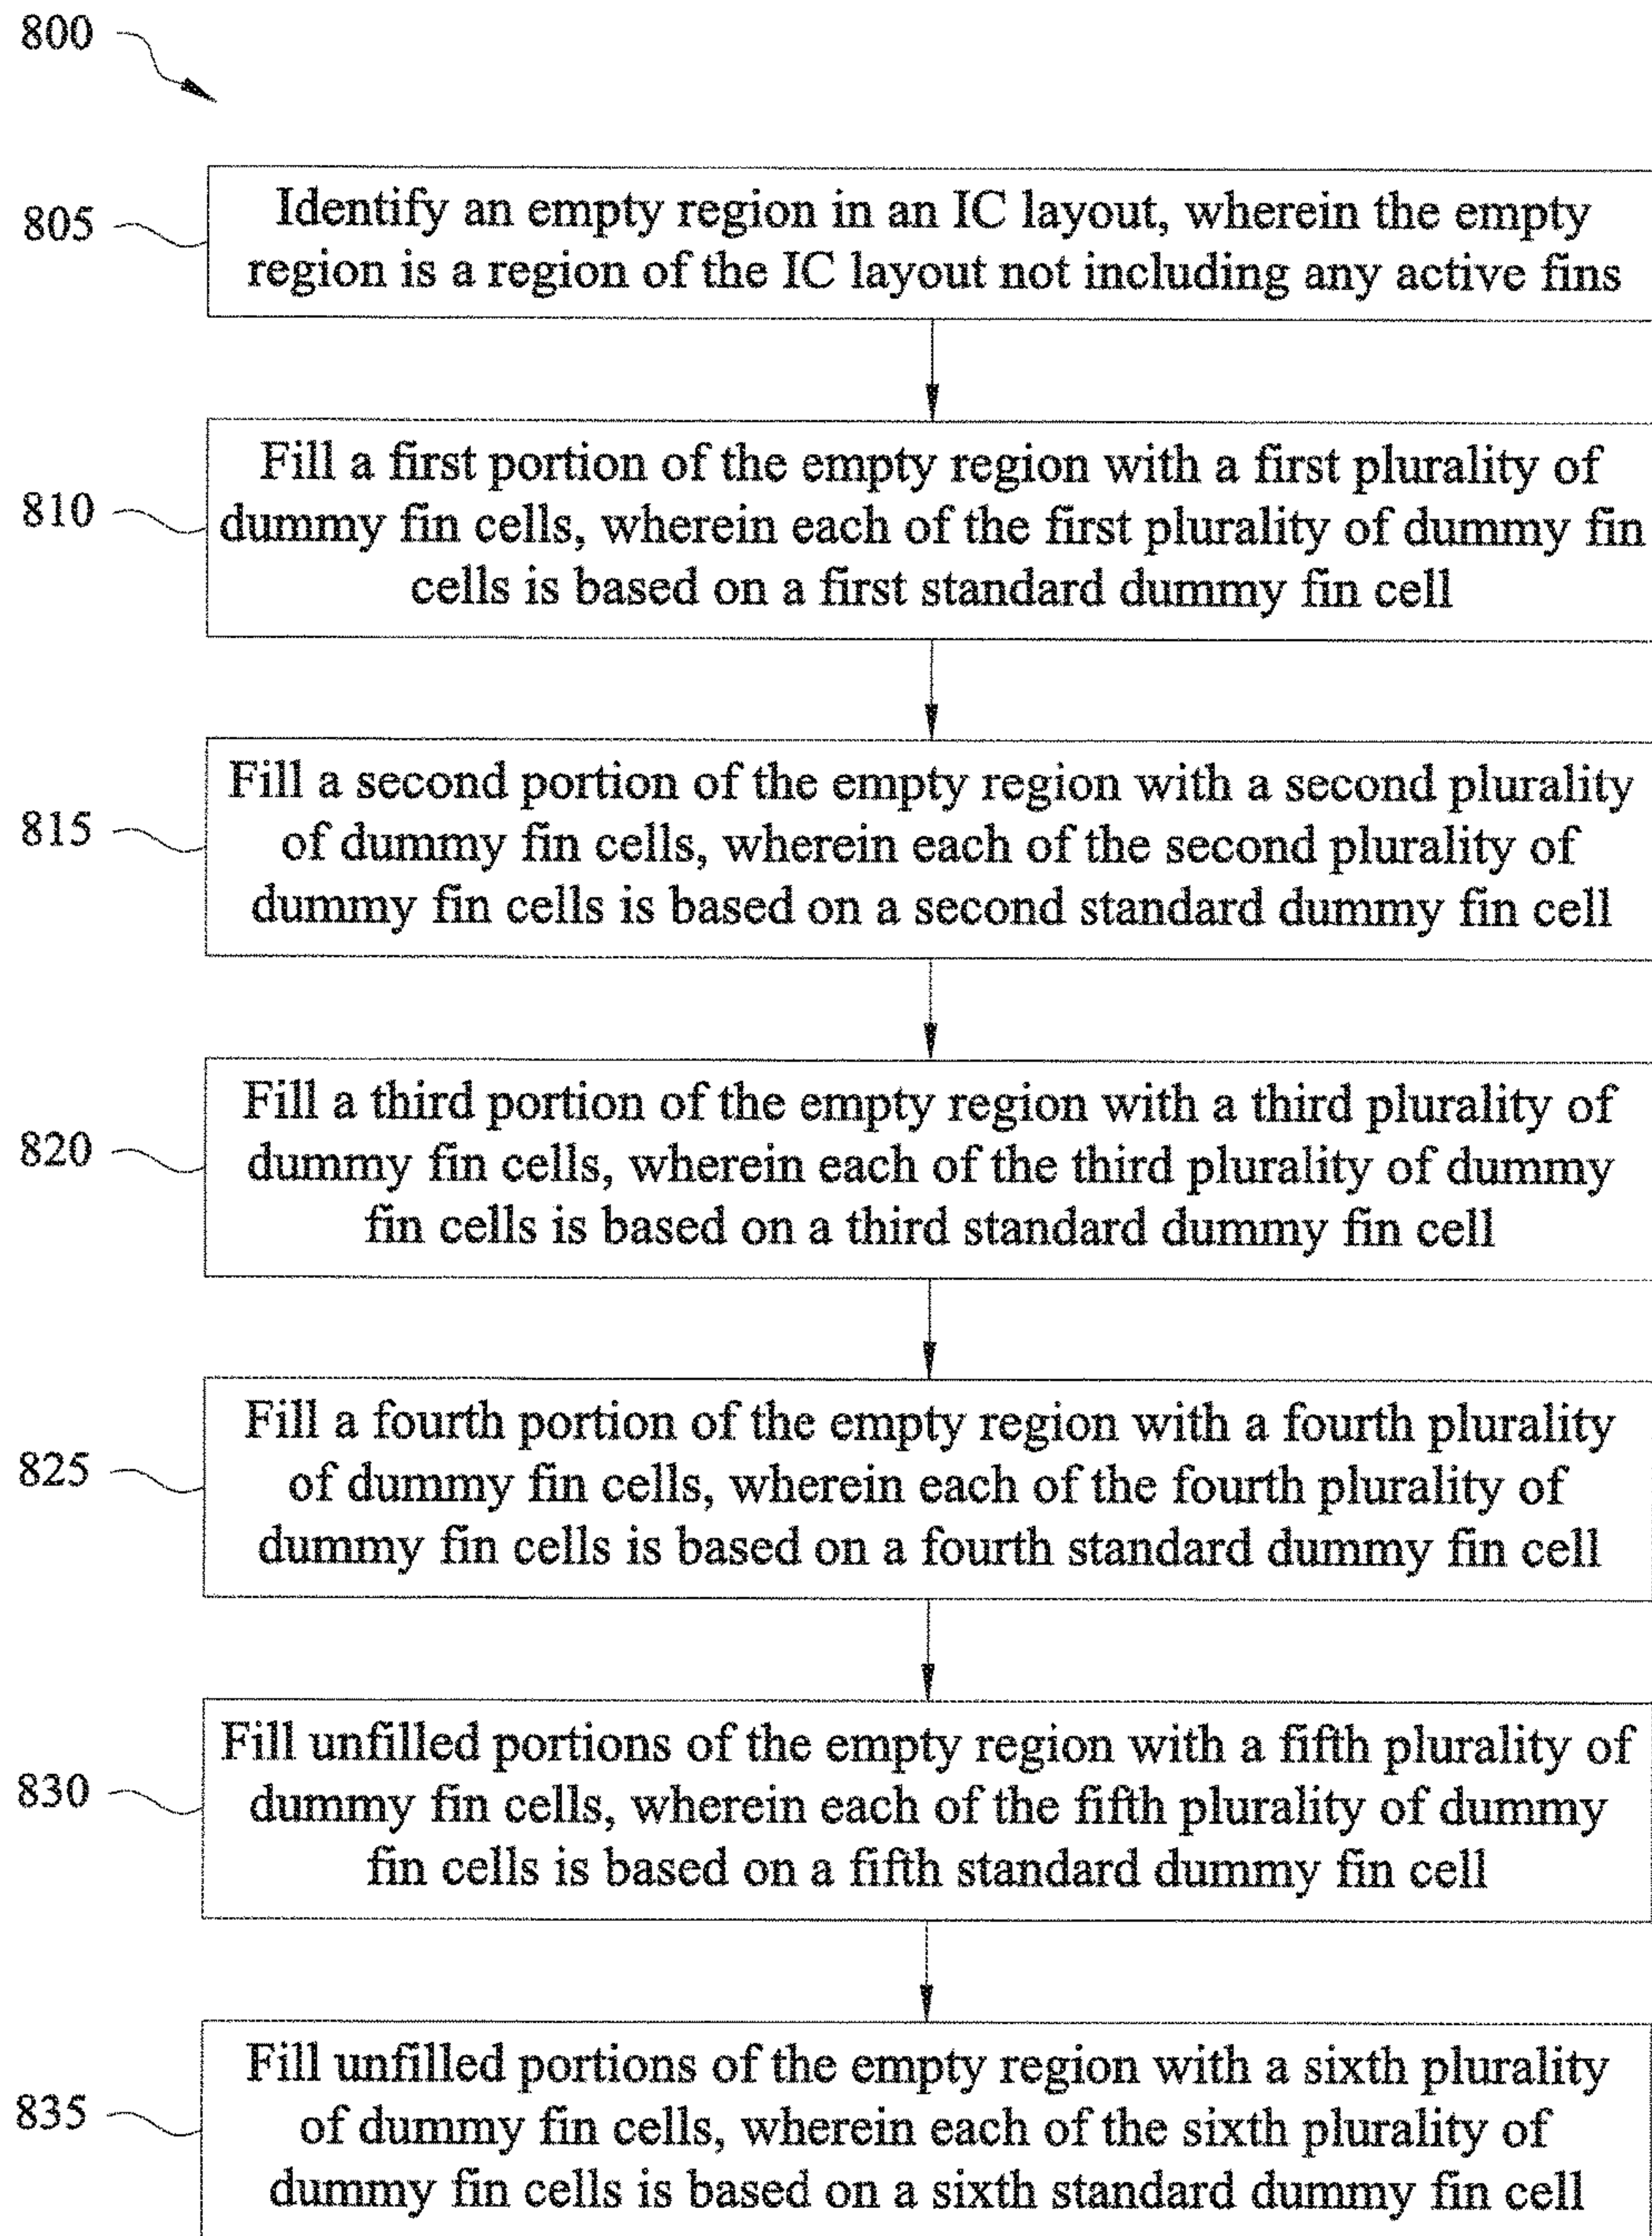 800
805
Identify an empty region in an IC layout, wherein the empty
region is a region of the IC layout not including any active fins
810
Fill a first portion of the empty region with a first plurality of
dummy fin cells, wherein each of the first plurality of dummy fin
cells is based on a first standard dummy fin cell
815
Fill a second portion of the empty region with a second plurality
of dummy fin cells, wherein each of the second plurality of
dummy fin cells is based on a second standard dummy fin cell
820
Fill a third portion of the empty region with a third plurality of
dummy fin cells, wherein each of the third plurality of dummy
fin cells is based on a third standard dummy fin cell
825
Fill a fourth portion of the empty region with a fourth plurality
of dummy fin cells, wherein each of the fourth plurality of
dummy fin cells is based on a fourth standard dummy fin cell
830
Fill unfilled portions of the empty region with a fifth plurality of
dummy fin cells, wherein each of the fifth plurality of dummy
fin cells is based on a fifth standard dummy fin cell
835
Fill unfilled portions of the empty region with a sixth plurality
of dummy fin cells, wherein each of the sixth plurality of
dummy fin cells is based on a sixth standard dummy fin cell